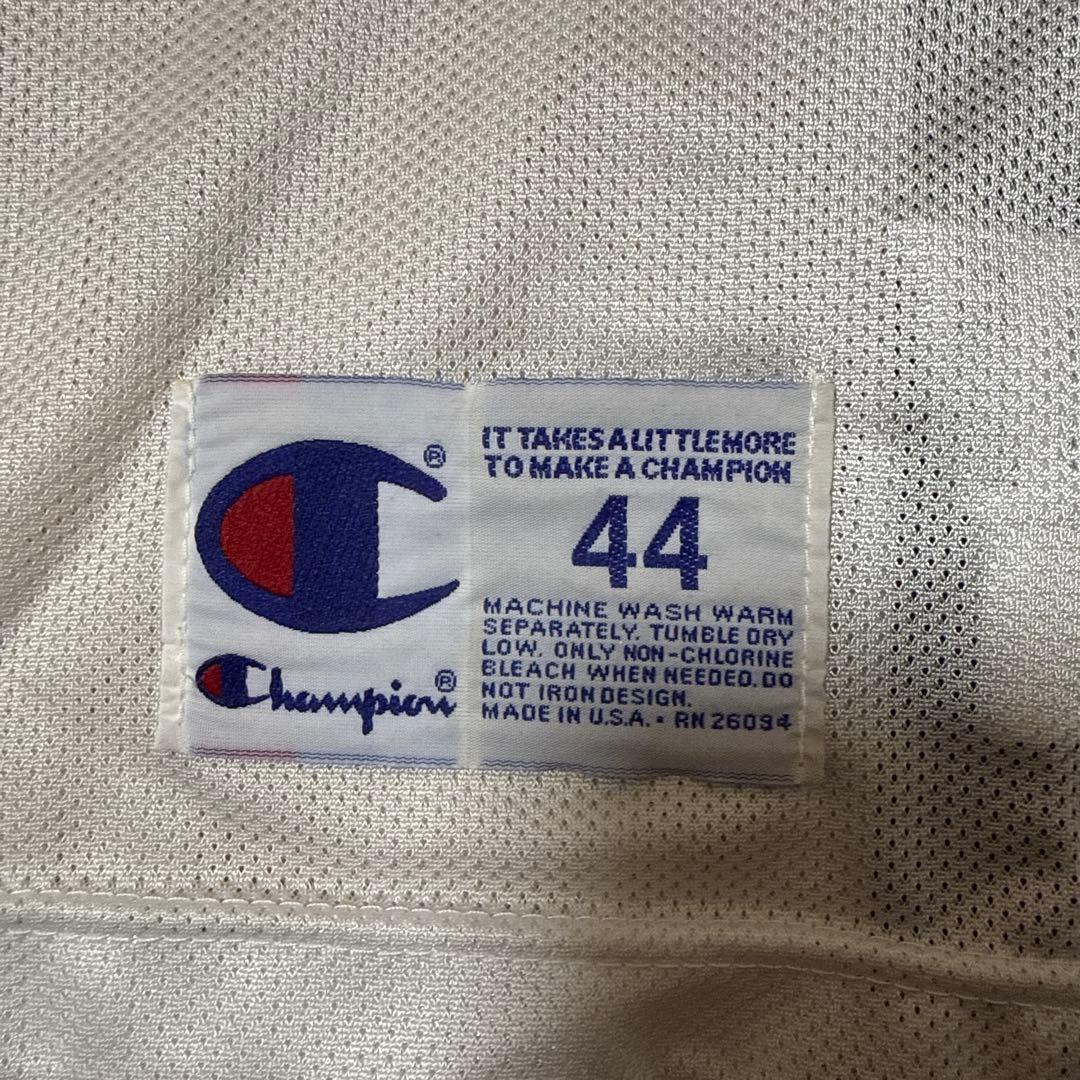 ®
Champion®
IT TAKES A LITTLE MORE
TO MAKE A CHAMPION
44
MACHINE WASH WARM
SEPARATELY. TUMBLE DRY
LOW. ONLY NON-CHLORINE
BLEACH WHEN NEEDED. DO
NOT IRON DESIGN.
MADE IN U.S.A. • RN 26094